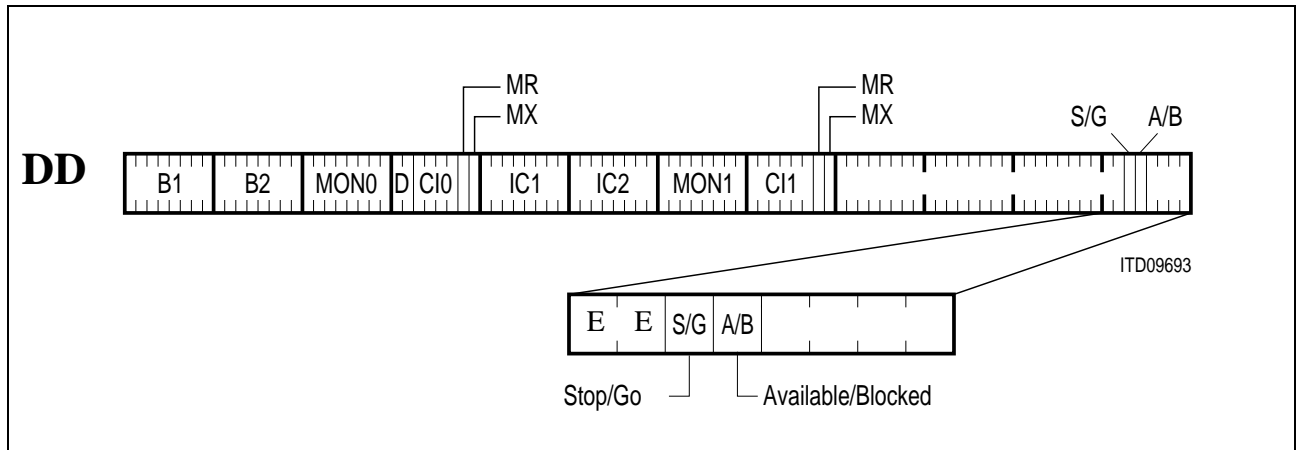 MR
MX
MR
MX
S/G A/B
DD
B1 B2 MON0 D CI0 IC1 IC2 MON1 CI1
ITD09693
E E S/G A/B
Stop/Go Available/Blocked